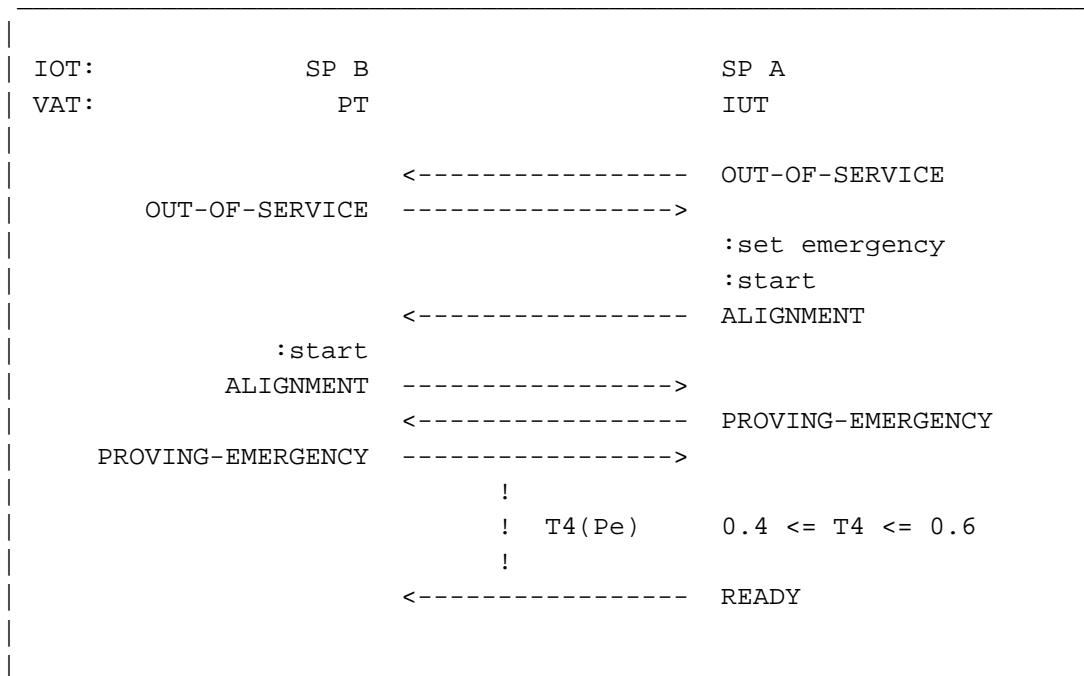 IOT: SP B SP A
VAT: PT IUT
<----------------- OUT-OF-SERVICE
OUT-OF-SERVICE ----------------->
:set emergency
:start
<----------------- ALIGNMENT
:start
ALIGNMENT ----------------->
<----------------- PROVING-EMERGENCY
PROVING-EMERGENCY ----------------->
!
! T4(Pe) 0.4 <= T4 <= 0.6
!
<----------------- READY